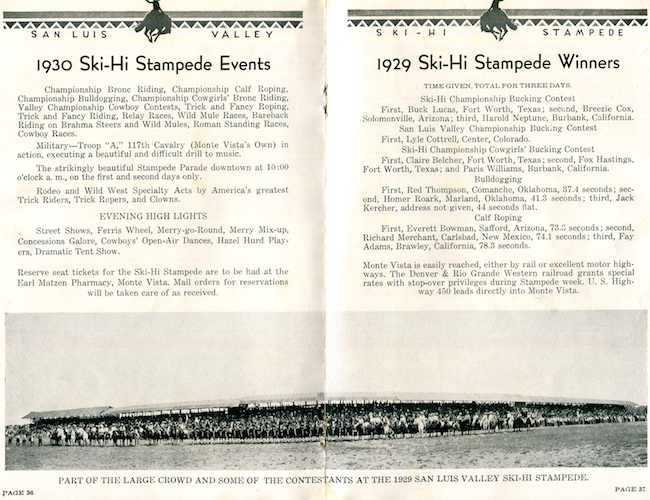 SAN LUIS VALLEY
1930 Ski-Hi Stampede Events
Championship Bronc Riding, Championship Calf Roping,
Championship Bulldogging, Championship Cowgirls' Bronc Riding,
Valley Championship Cowboy Contests, Trick and Fancy Roping,
Trick and Fancy Riding, Relay Races, Wild Mule Races, Bareback
Riding on Brahma Steers and Wild Mules, Roman Standing Races,
Cowboy Races.
Military—Troop "A," 117th Cavalry (Monte Vista's Own) in
action, executing a beautiful and difficult drill to music.
The strikingly beautiful Stampede Parade downtown at 10:00
o'clock a. m., on the first and second days only.
Rodeo and Wild West Specialty Acts by America's greatest
Trick Riders, Trick Ropers, and Clowns.
EVENING HIGH LIGHTS
Street Shows, Ferris Wheel, Merry-go-Round, Merry Mix-up,
Concessions Galore, Cowboys' Open-Air Dances, Hazel Hurd Play-
ers, Dramatic Tent Show.
Reserve seat tickets for the Ski-Hi Stampede are to be had at the
Earl Matzen Pharmacy, Monte Vista. Mail orders for reservations
will be taken care of as received.
SKI-HI STAMPEDE
1929 Ski-Hi Stampede Winners
TIME GIVEN, TOTAL FOR THREE DAYS.
Ski-Hi Championship Bucking Contest
First, Buck Lucas, Fort Worth, Texas; second, Breezie Cox,
Solomonville, Arizona; third, Harold Neptune, Burbank, California.
San Luis Valley Championship Bucking Contest
First, Lyle Cottrell, Center, Colorado.
Ski-Hi Championship Cowgirls' Bucking Contest
First, Claire Belcher, Fort Worth, Texas; second, Fox Hastings,
Fort Worth, Texas; and Paris Williams, Burbank, California.
Bulldogging
First, Red Thompson, Comanche, Oklahoma, 37.4 seconds; sec-
ond, Homer Roark, Marland, Oklahoma, 41.3 seconds; third, Jack
Kercher, address not given, 44 seconds flat.
Calf Roping
First, Everett Bowman, Safford, Arizona, 73.3 seconds; second,
Richard Merchant, Carlsbad, New Mexico, 74.1 seconds; third, Fay
Adams, Brawley, California, 78.3 seconds.
Monte Vista is easily reached, either by rail or excellent motor high-
ways. The Denver & Rio Grande Western railroad grants special
rates with stop-over privileges during Stampede week. U. S. High-
way 450 leads directly into Monte Vista.
PART OF THE LARGE CROWD AND SOME OF THE CONTESTANTS AT THE 1929 SAN LUIS VALLEY SKI-HI STAMPEDE.
PAGE 36
PAGE 37